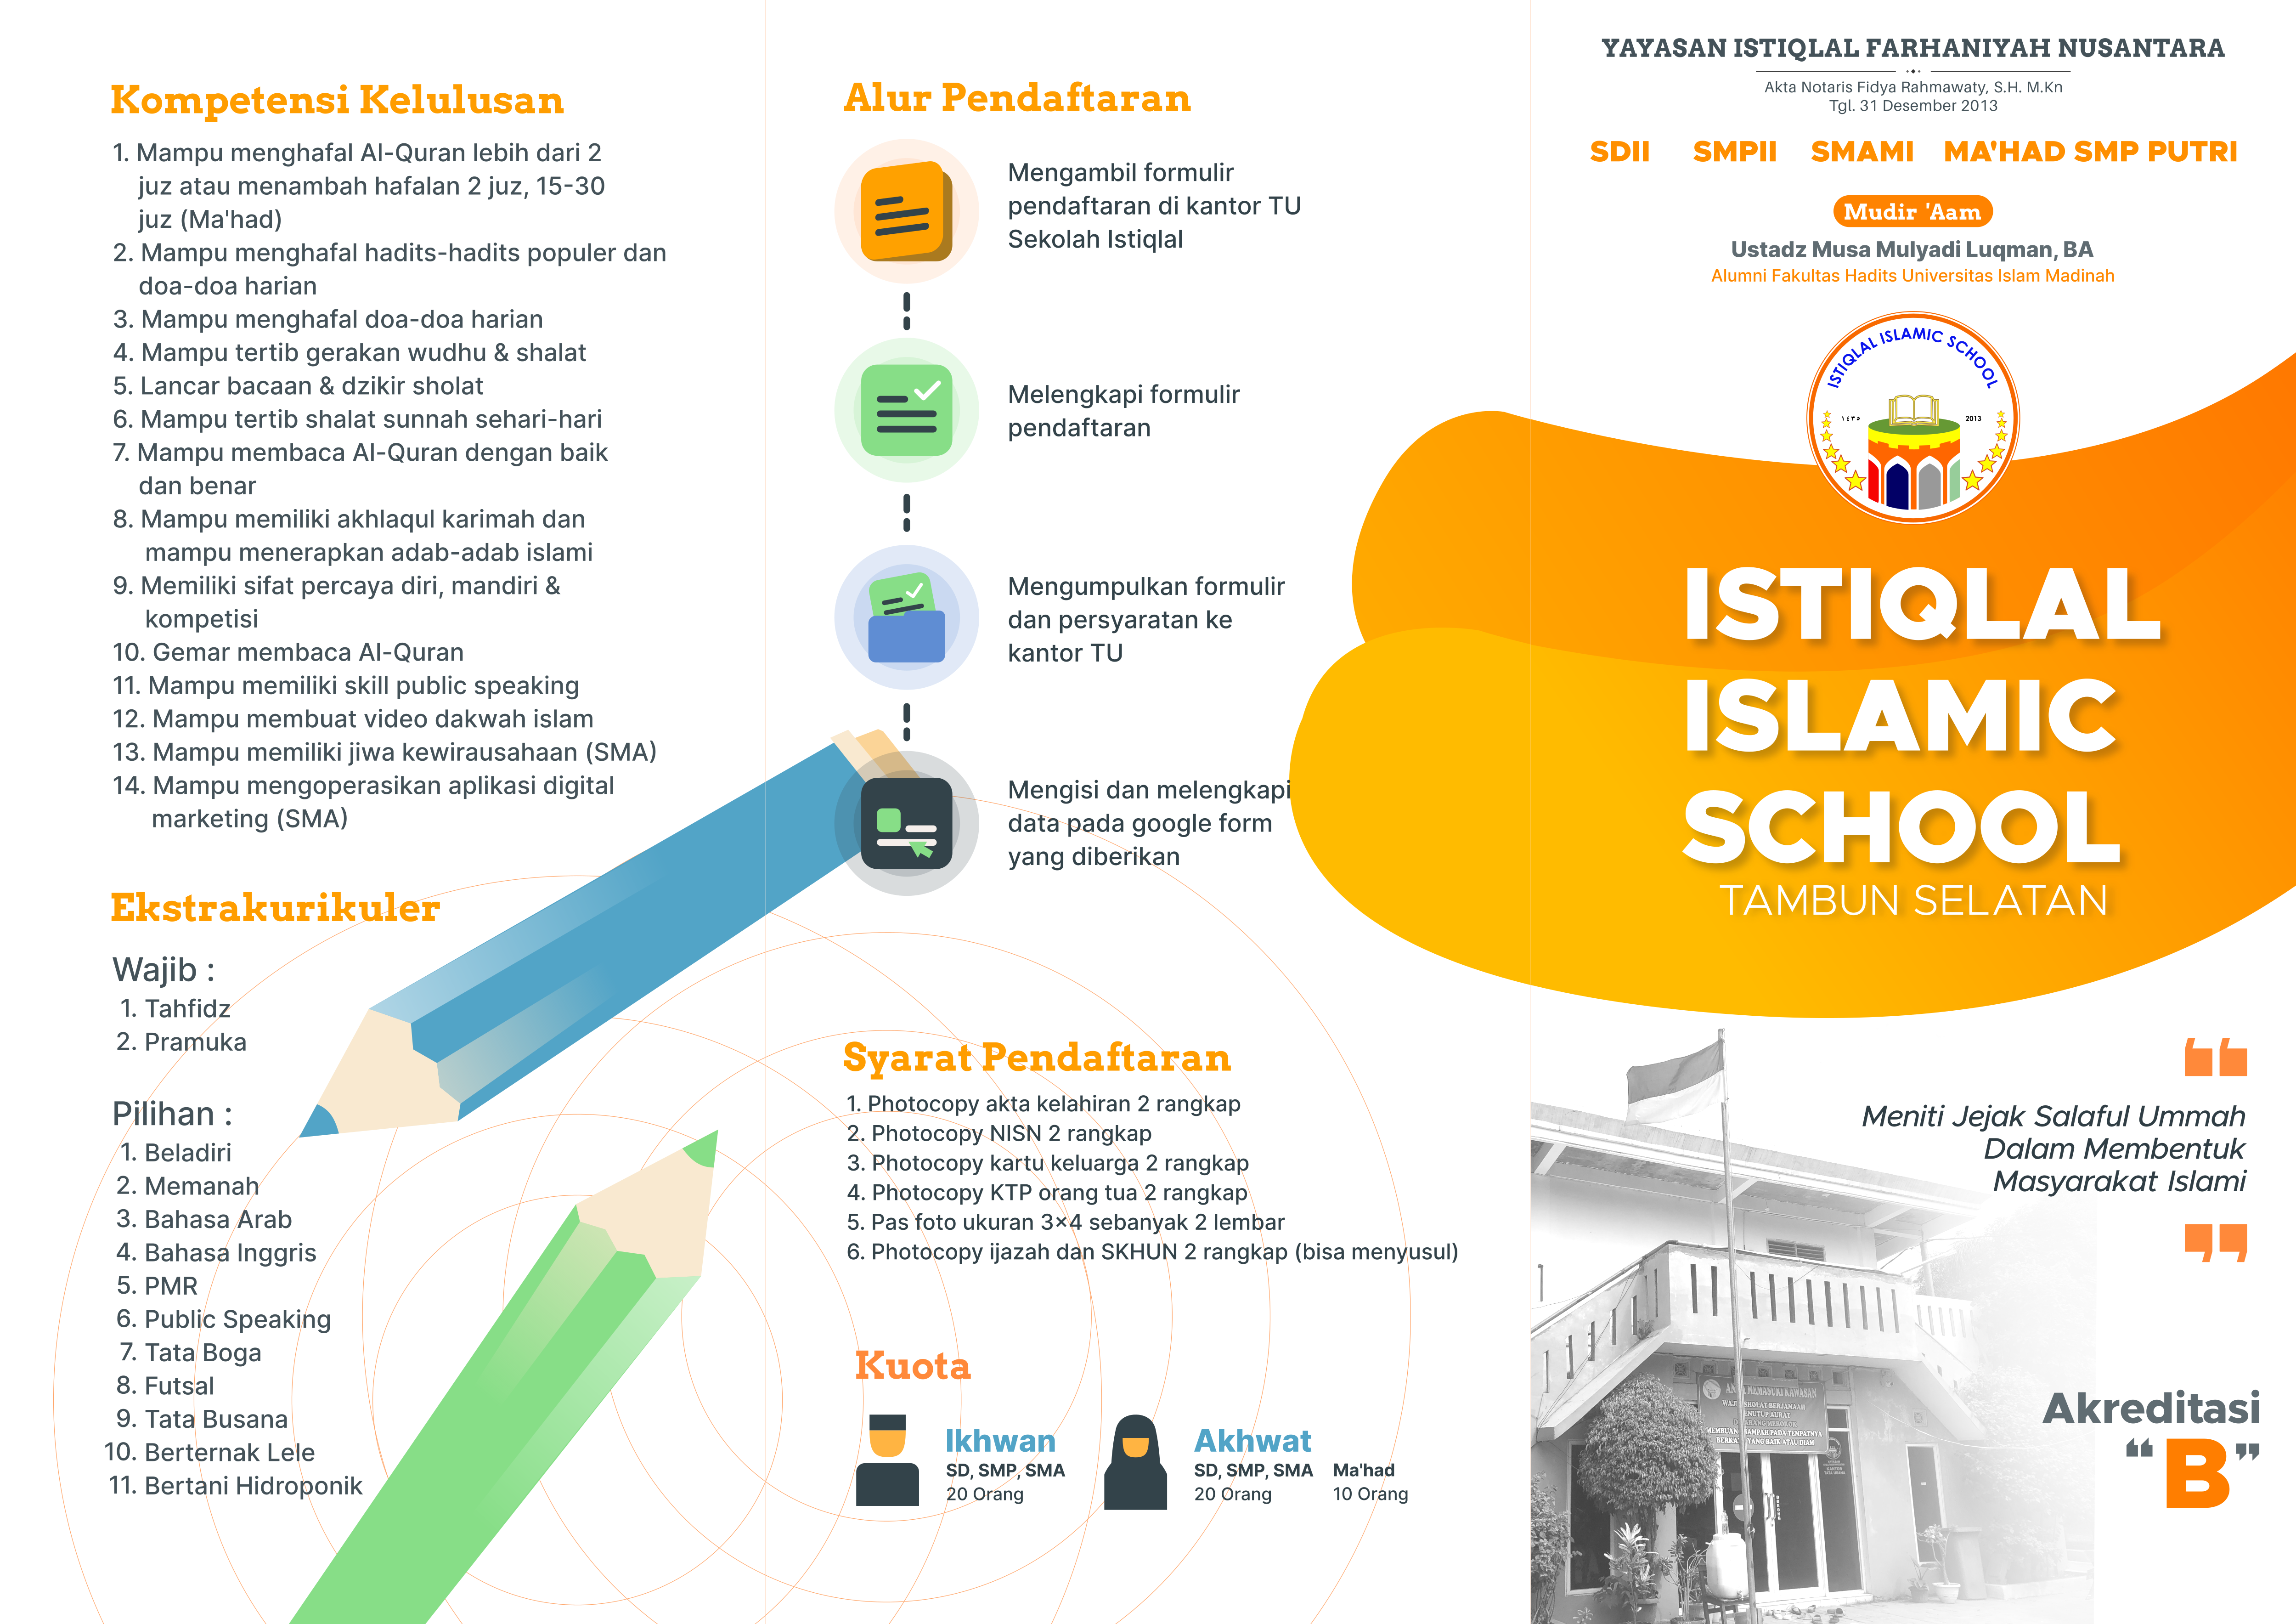 Kompetensi Kelulusan
1. Mampu menghafal Al-Quran lebih dari 2
juz atau menambah hafalan 2 juz, 15-30
juz (Ma'had)
2. Mampu menghafal hadits-hadits populer dan
doa-doa harian
3. Mampu menghafal doa-doa harian
4. Mampu tertib gerakan wudhu & shalat
5. Lancar bacaan & dzikir sholat
6. Mampu tertib shalat sunnah sehari-hari
7. Mampu membaca Al-Quran dengan baik
dan benar
8. Mampu memiliki akhlaqul karimah dan
mampu menerapkan adab-adab islami
9. Memiliki sifat percaya diri, mandiri &
kompetisi
10. Gemar membaca Al-Quran
11. Mampu memiliki skill public speaking
12. Mampu membuat video dakwah islam
13. Mampu memiliki jiwa kewirausahaan (SMA)
14. Mampu mengoperasikan aplikasi digital
marketing (SMA)
Ekstrakurikuler
Wajib :
1. Tahfidz
2. Pramuka
Pilihan :
1. Beladiri
2. Memanah
3. Bahasa Arab
4. Bahasa Inggris
5. PMR
6. Public Speaking
7. Tata Boga
8. Futsal
9. Tata Busana
10. Berternak Lele
11. Bertani Hidroponik
Alur Pendaftaran
Mengambil formulir
pendaftaran di kantor TU
Sekolah Istiqlal
Melengkapi formulir
pendaftaran
Mengumpulkan formulir
dan persyaratan ke
kantor TU
Mengisi dan melengkapi
data pada google form
yang diberikan
Syarat Pendaftaran
1. Photocopy akta kelahiran 2 rangkap
2. Photocopy NISN 2 rangkap
3. Photocopy kartu keluarga 2 rangkap
4. Photocopy KTP orang tua 2 rangkap
5. Pas foto ukuran 3×4 sebanyak 2 lembar
6. Photocopy ijazah dan SKHUN 2 rangkap (bisa menyusul)
Kuota
Ikhwan
SD, SMP, SMA
20 Orang
Akhwat
SD, SMP, SMA Ma'had
20 Orang 10 Orang
YAYASAN ISTIQLAL FARHANIYAH NUSANTARA
Akta Notaris Fidya Rahmawaty, S.H. M.Kn
Tgl. 31 Desember 2013
SDII SMPII SMAMI MA'HAD SMP PUTRI
Mudir 'Aam
Ustadz Musa Mulyadi Luqman, BA
Alumni Fakultas Hadits Universitas Islam Madinah
ISTIQLAL ISLAMIC SCHOOL
١٤٣٥ 2013
ISTIQLAL
ISLAMIC
SCHOOL
TAMBUN SELATAN
“
Meniti Jejak Salaful Ummah
Dalam Membentuk
Masyarakat Islami
”
MEMASUKI KAWASAN
SHOLAT BERJAMAAH
MENUTUP AURAT
SAMPAH PADA TEMPATNYA
YANG BAIK ATAU DIAM
Akreditasi
“B”